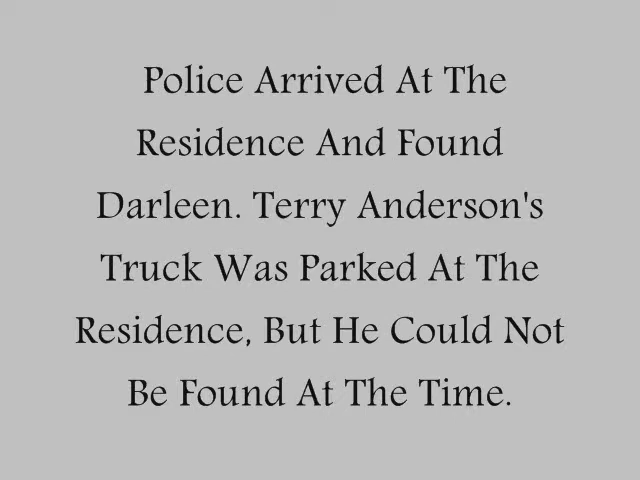 Police Arrived At The
Residence And Found
Darleen. Terry Anderson's
Truck Was Parked At The
Residence, But He Could Not
Be Found At The Time.